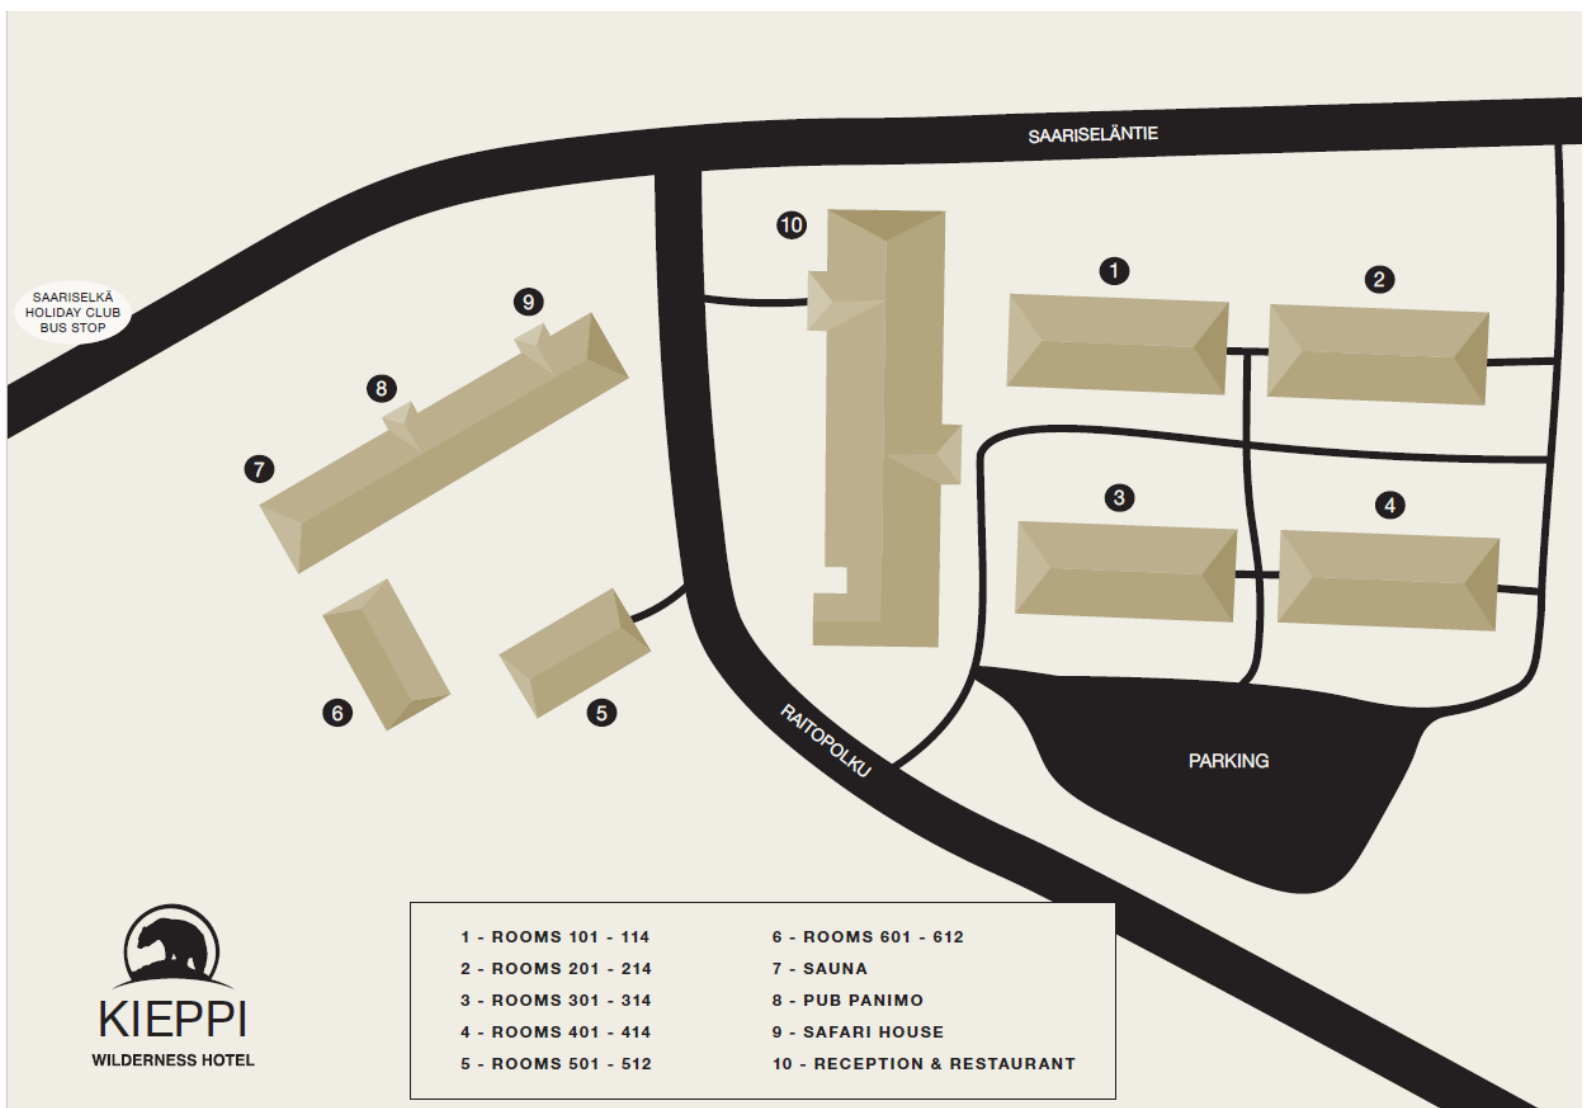 SAARISELÄNTIE
10
1
2
SAARISELKÄ
HOLIDAY CLUB
BUS STOP
9
8
7
3
4
6
5
RAITOPOLKU
PARKING
KIEPPI
WILDERNESS HOTEL
1 - ROOMS 101 - 114
2 - ROOMS 201 - 214
3 - ROOMS 301 - 314
4 - ROOMS 401 - 414
5 - ROOMS 501 - 512
6 - ROOMS 601 - 612
7 - SAUNA
8 - PUB PANIMO
9 - SAFARI HOUSE
10 - RECEPTION & RESTAURANT